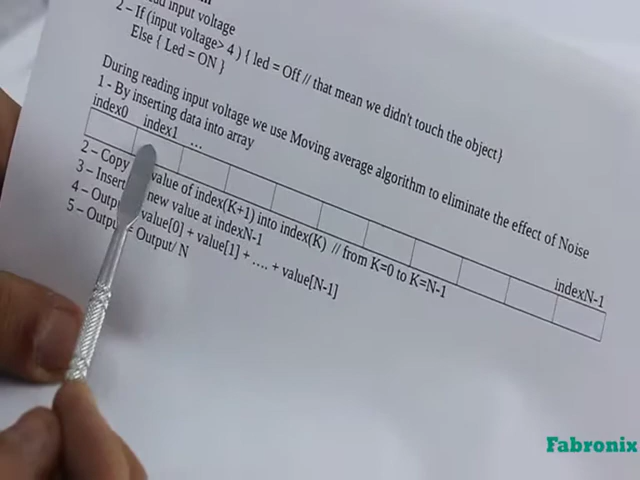 input voltage
2 – If (input voltage> 4 ) { led = Off // that mean we didn't touch the object}
Else { Led = ON }
During reading input voltage we use Moving average algorithm to eliminate the effect of Noise
1 - By inserting data into array
index0 index1 ... indexN-1
2 – Copy value of index(K+1) into index(K) // from K=0 to K=N-1
3 – Insert new value at indexN-1
4 – Output value[0] + value[1] + .... + value[N-1]
5 – Output = Output/ N
Fabronix